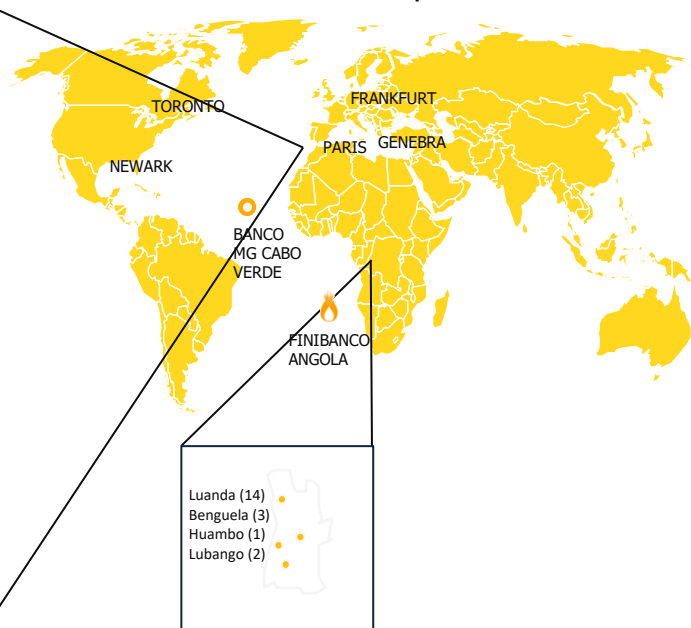 FRANKFURT
TORONTO
PARIS
GENEBRA
NEWARK
BANCO
MG CABO
VERDE
FINIBANCO
ANGOLA
Luanda (14)
Benguela (3)
Huambo (1)
Lubango (2)